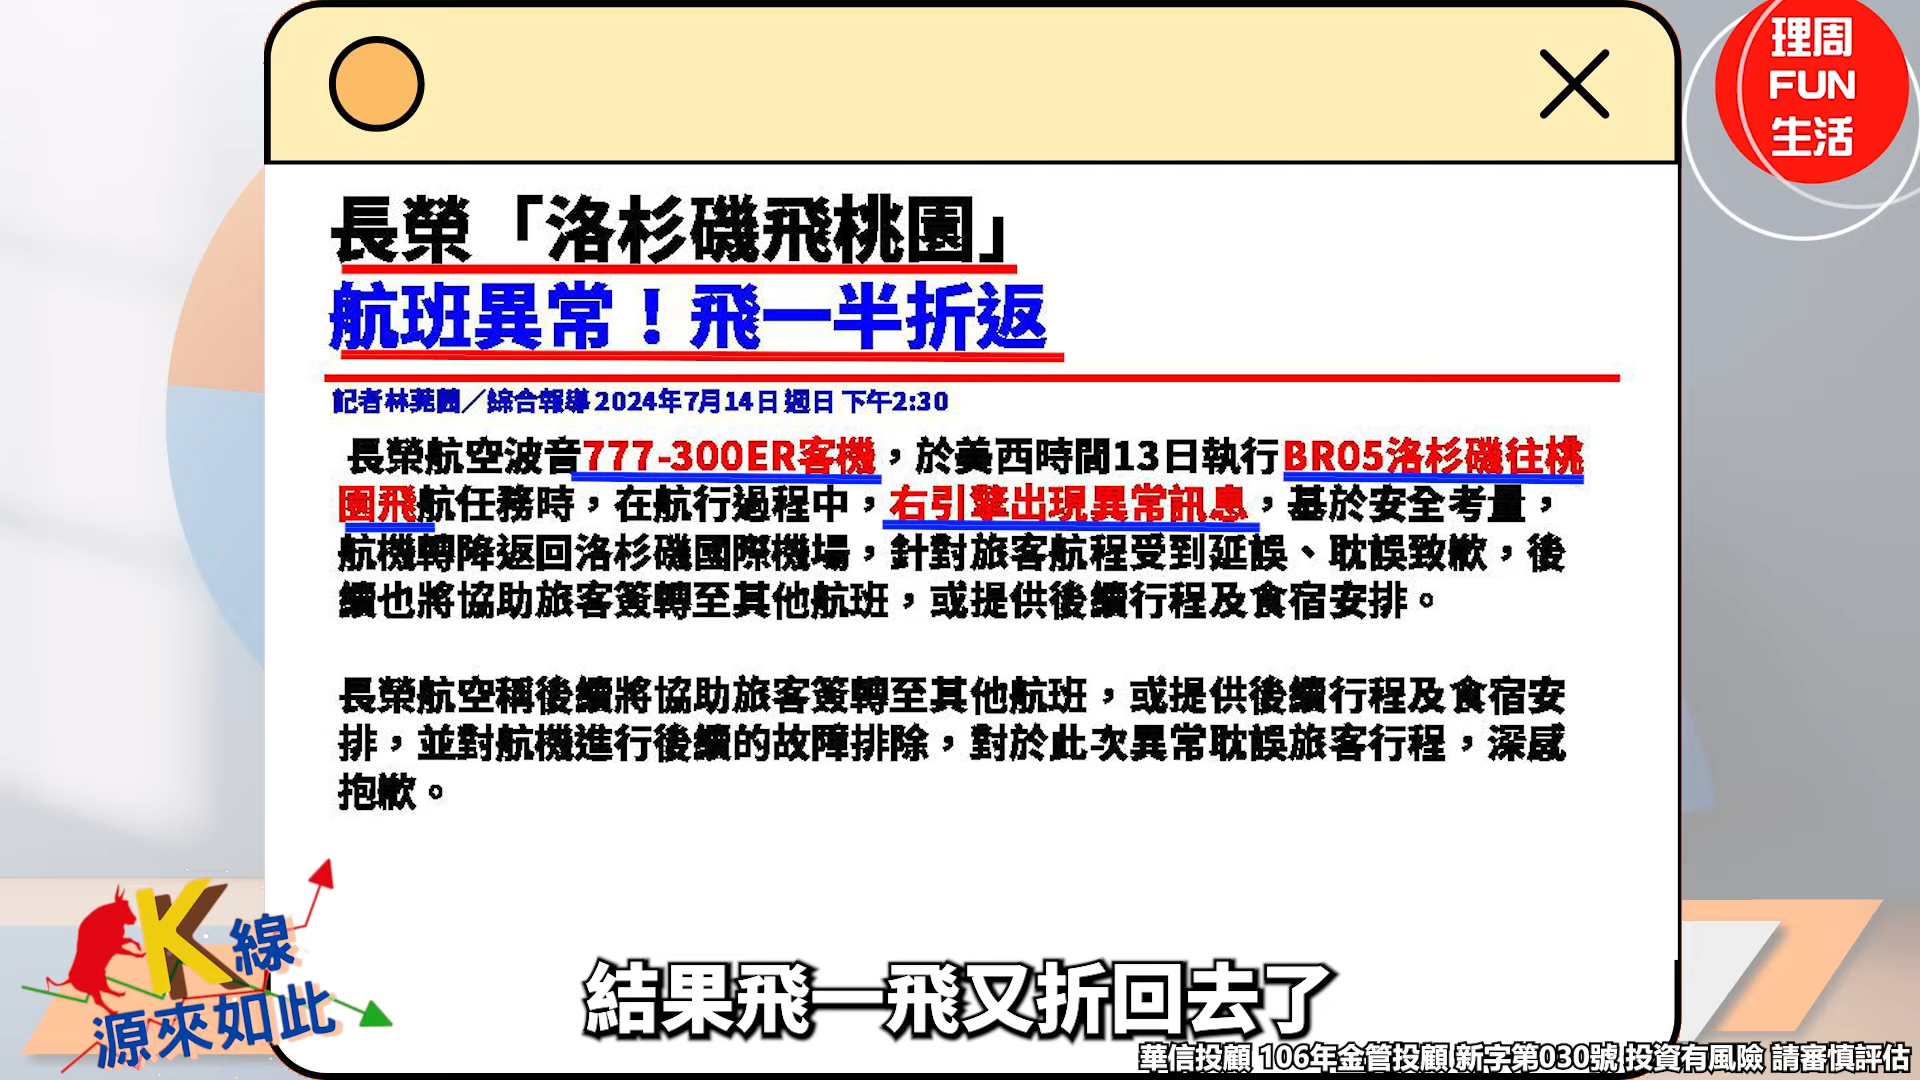 理周
FUN
生活
長榮「洛杉磯飛桃園」
航班異常！飛一半折返
記者林莞茜／綜合報導 2024年7月14日 週日 下午2:30
長榮航空波音777-300ER客機，於美西時間13日執行BR05洛杉磯往桃
園飛航任務時，在航行過程中，右引擎出現異常訊息，基於安全考量，
航機轉降返回洛杉磯國際機場，針對旅客航程受到延誤、耽誤致歉，後
續也將協助旅客簽轉至其他航班，或提供後續行程及食宿安排。
長榮航空稱後續將協助旅客簽轉至其他航班，或提供後續行程及食宿安
排，並對航機進行後續的故障排除，對於此次異常耽誤旅客行程，深感
抱歉。
K線
源來如此
結果飛一飛又折回去了
華信投顧 106年金管投顧 新字第030號 投資有風險 請審慎評估